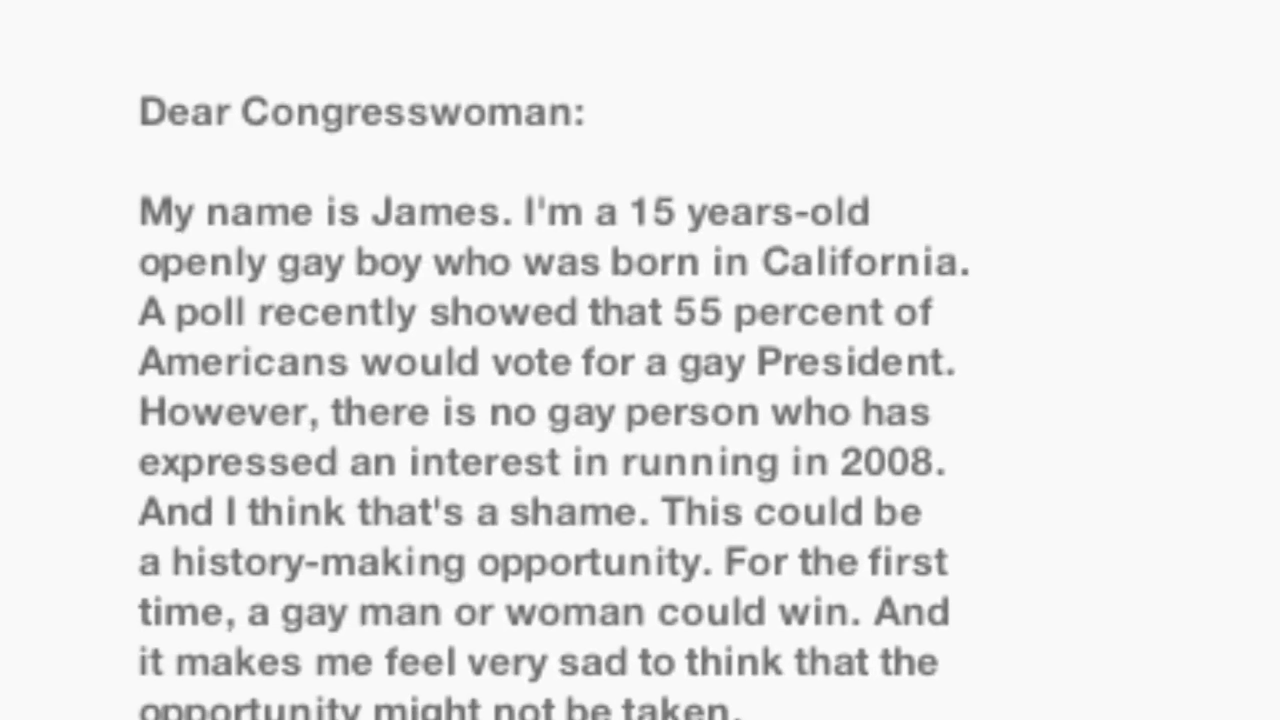 Dear Congresswoman:
My name is James. I'm a 15 years-old
openly gay boy who was born in California.
A poll recently showed that 55 percent of
Americans would vote for a gay President.
However, there is no gay person who has
expressed an interest in running in 2008.
And I think that's a shame. This could be
a history-making opportunity. For the first
time, a gay man or woman could win. And
it makes me feel very sad to think that the
opportunity might not be taken.